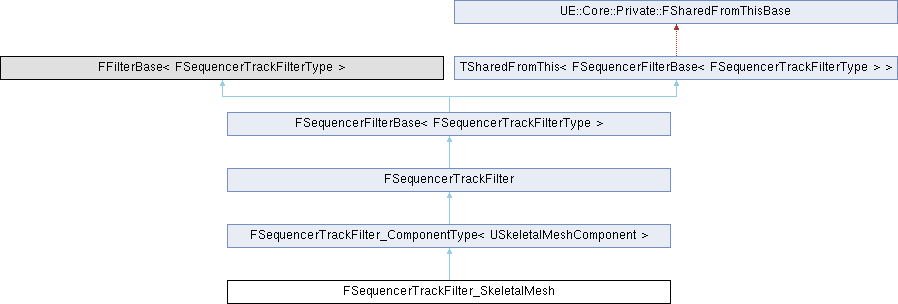 UE::Core::Private::FSharedFromThisBase
FFilterBase< FSequencerTrackFilterType >
TSharedFromThis< FSequencerFilterBase< FSequencerTrackFilterType > >
FSequencerFilterBase< FSequencerTrackFilterType >
FSequencerTrackFilter
FSequencerTrackFilter_ComponentType< USkeletalMeshComponent >
FSequencerTrackFilter_SkeletalMesh